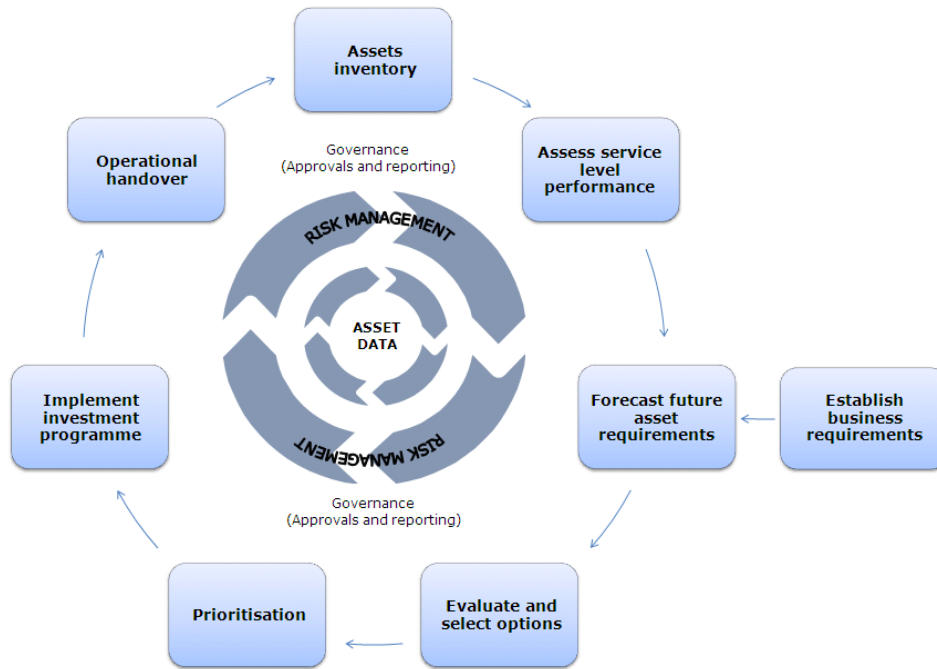 Assets
inventory
Operational
handover
Governance
(Approvals and reporting)
Assess service
level
performance
RISK MANAGEMENT
ASSET
DATA
Implement
investment
programme
Forecast future
asset
requirements
Establish
business
requirements
RISK MANAGEMENT
Governance
(Approvals and reporting)
Prioritisation
Evaluate and
select options